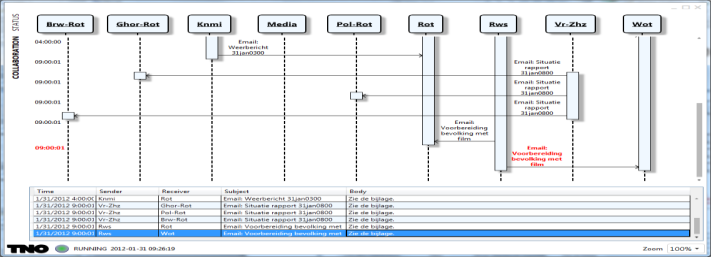 COLLABORATION STATUS
Brw-Rot Ghor-Rot Knmi Media Pol-Rot Rot Rws Vr-Zhz Wot
04:00:00
Email:
Weerbericht
31jan0300
09:00:01
Email: Situatie
rapport
31jan0800
09:00:01
Email: Situatie
rapport
31jan0800
09:00:01
Email: Situatie
rapport
31jan0800
09:00:01
Email:
Voorbereiding
bevolking met
film
09:00:01
Email:
Voorbereiding
bevolking met
film
Time Sender Receiver Subject Body
1/31/2012 4:00:00 Knmi Rot Email: Weerbericht 31jan0300 Zie de bijlage.
1/31/2012 9:00:01 Vr-Zhz Ghor-Rot Email: Situatie rapport 31jan0800 Zie de bijlage.
1/31/2012 9:00:01 Vr-Zhz Pol-Rot Email: Situatie rapport 31jan0800 Zie de bijlage.
1/31/2012 9:00:01 Vr-Zhz Brw-Rot Email: Situatie rapport 31jan0800 Zie de bijlage.
1/31/2012 9:00:01 Rws Rot Email: Voorbereiding bevolking met Zie de bijlage.
1/31/2012 9:00:01 Rws Wot Email: Voorbereiding bevolking met Zie de bijlage.
TNO RUNNING 2012-01-31 09:26:19 Zoom 100%